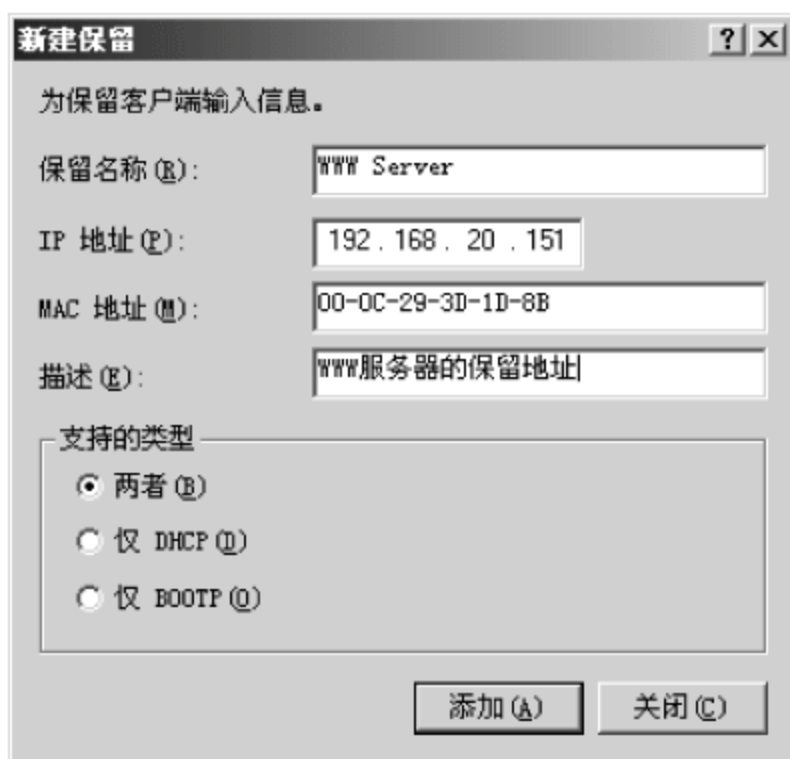 新建保留
为保留客户端输入信息。
保留名称(R): WWW Server
IP 地址(P): 192 . 168 . 20 . 151
MAC 地址(M): 00-0C-29-3D-1D-8B
描述(E): WWW服务器的保留地址
支持的类型
两者(B)
仅 DHCP(D)
仅 BOOTP(O)
添加(A) 关闭(C)